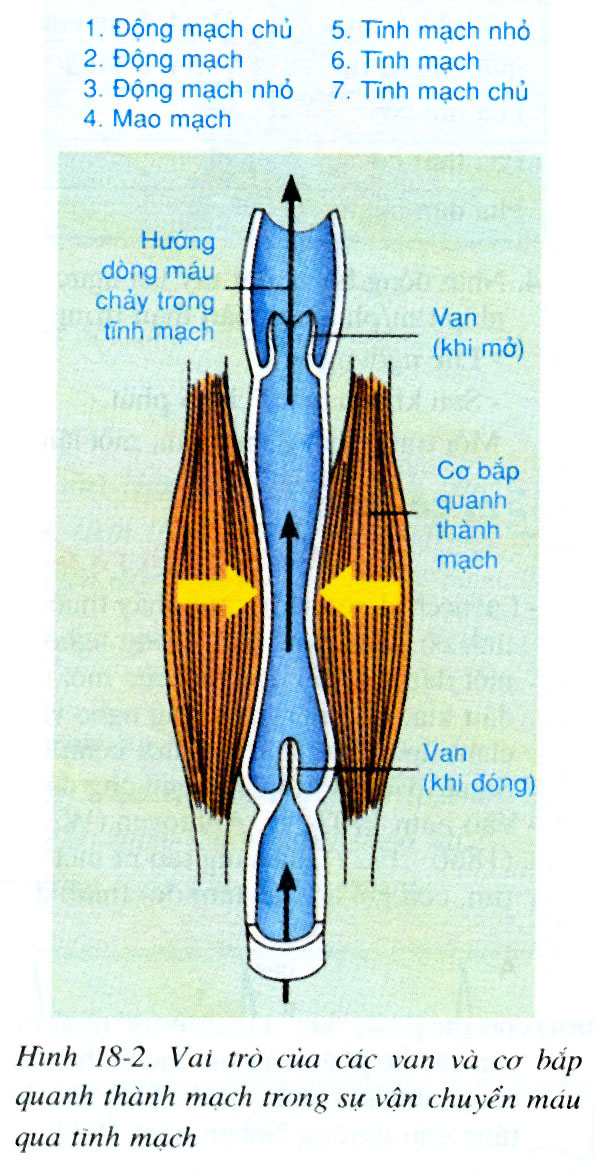 1. Động mạch chủ
2. Động mạch
3. Động mạch nhỏ
4. Mao mạch
5. Tĩnh mạch nhỏ
6. Tĩnh mạch
7. Tĩnh mạch chủ
Hướng
dòng máu
chảy trong
tĩnh mạch
Van
(khi mở)
Cơ bắp
quanh
thành
mạch
Van
(khi đóng)
Hình 18-2. Vai trò của các van và cơ bắp
quanh thành mạch trong sự vận chuyển máu
qua tĩnh mạch